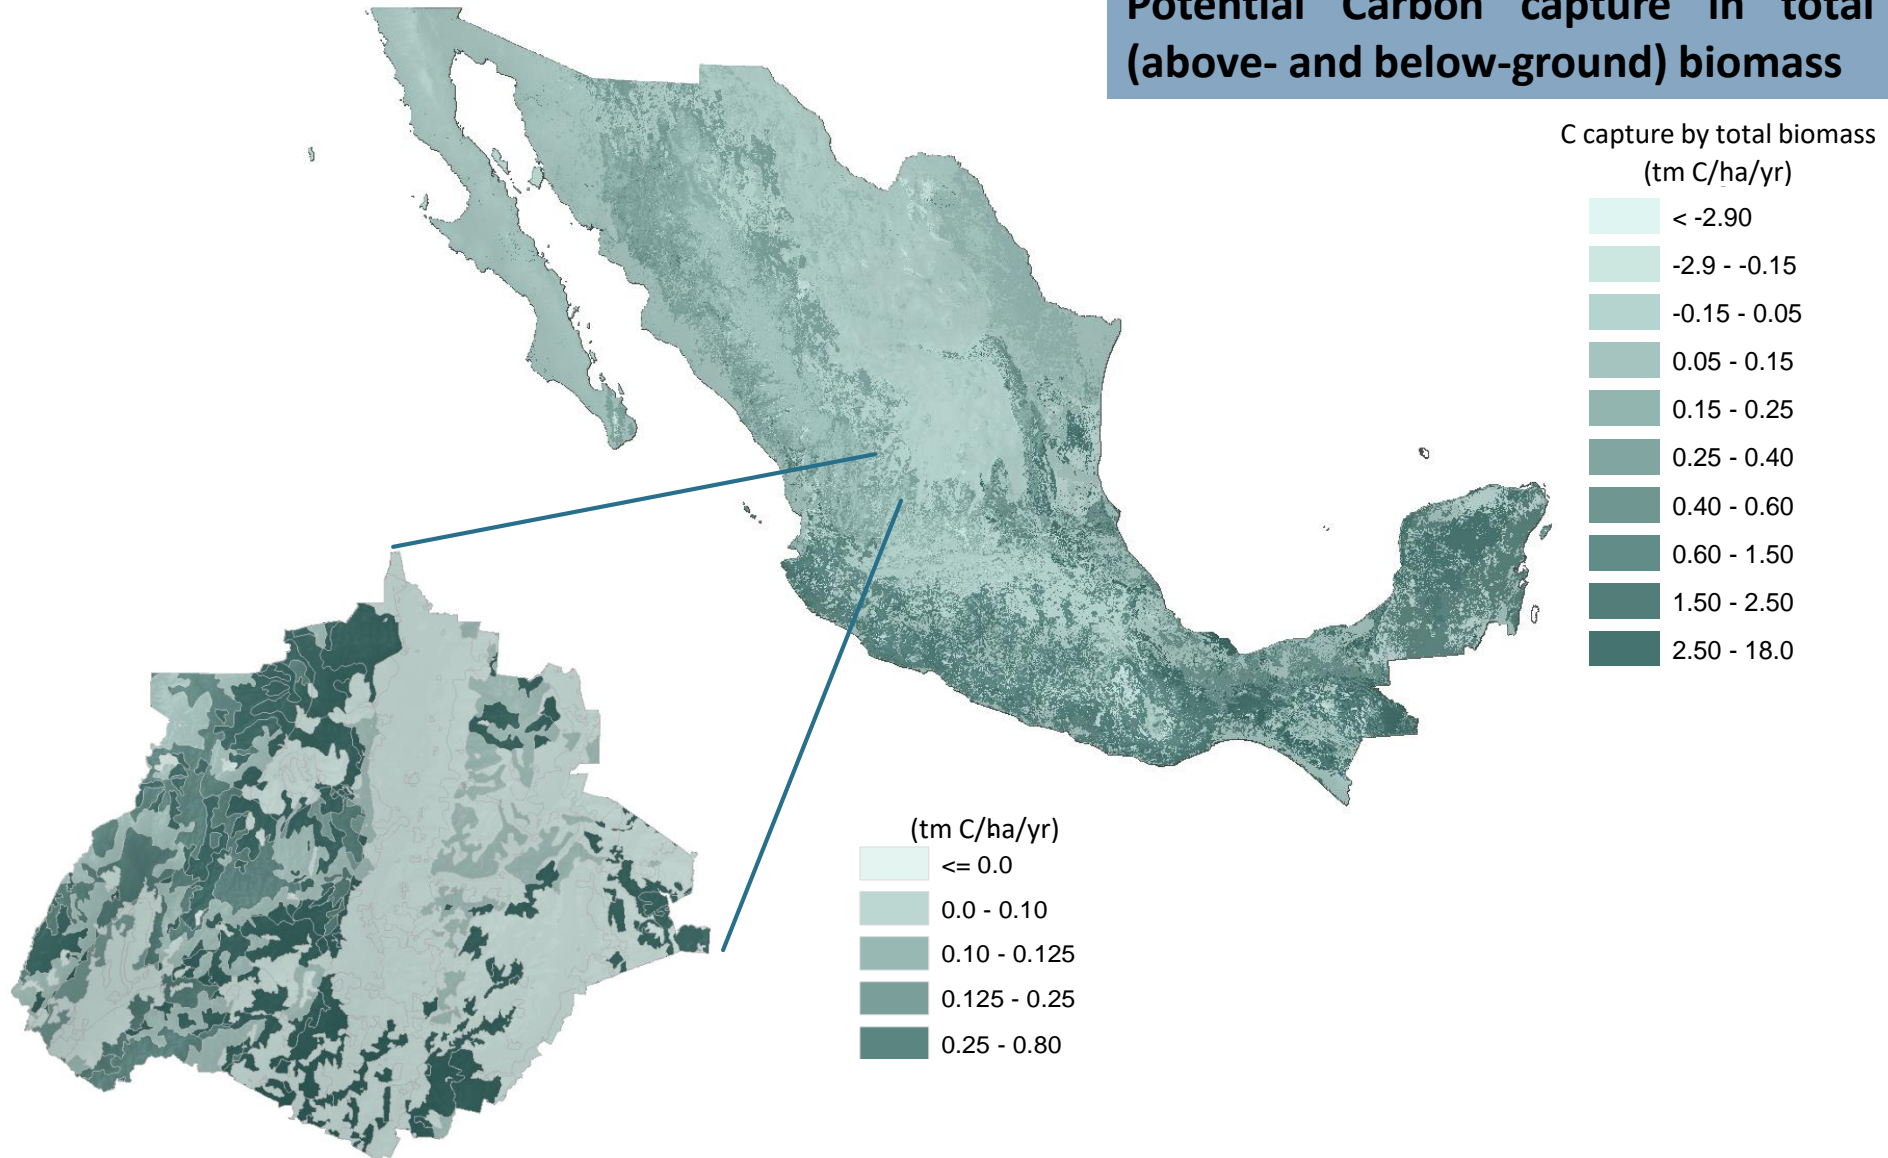 Potential Carbon capture in total
(above- and below-ground) biomass
C capture by total biomass
(tm C/ha/yr)
< -2.90
-2.9 - -0.15
-0.15 - 0.05
0.05 - 0.15
0.15 - 0.25
0.25 - 0.40
0.40 - 0.60
0.60 - 1.50
1.50 - 2.50
2.50 - 18.0
(tm C/ha/yr)
<= 0.0
0.0 - 0.10
0.10 - 0.125
0.125 - 0.25
0.25 - 0.80